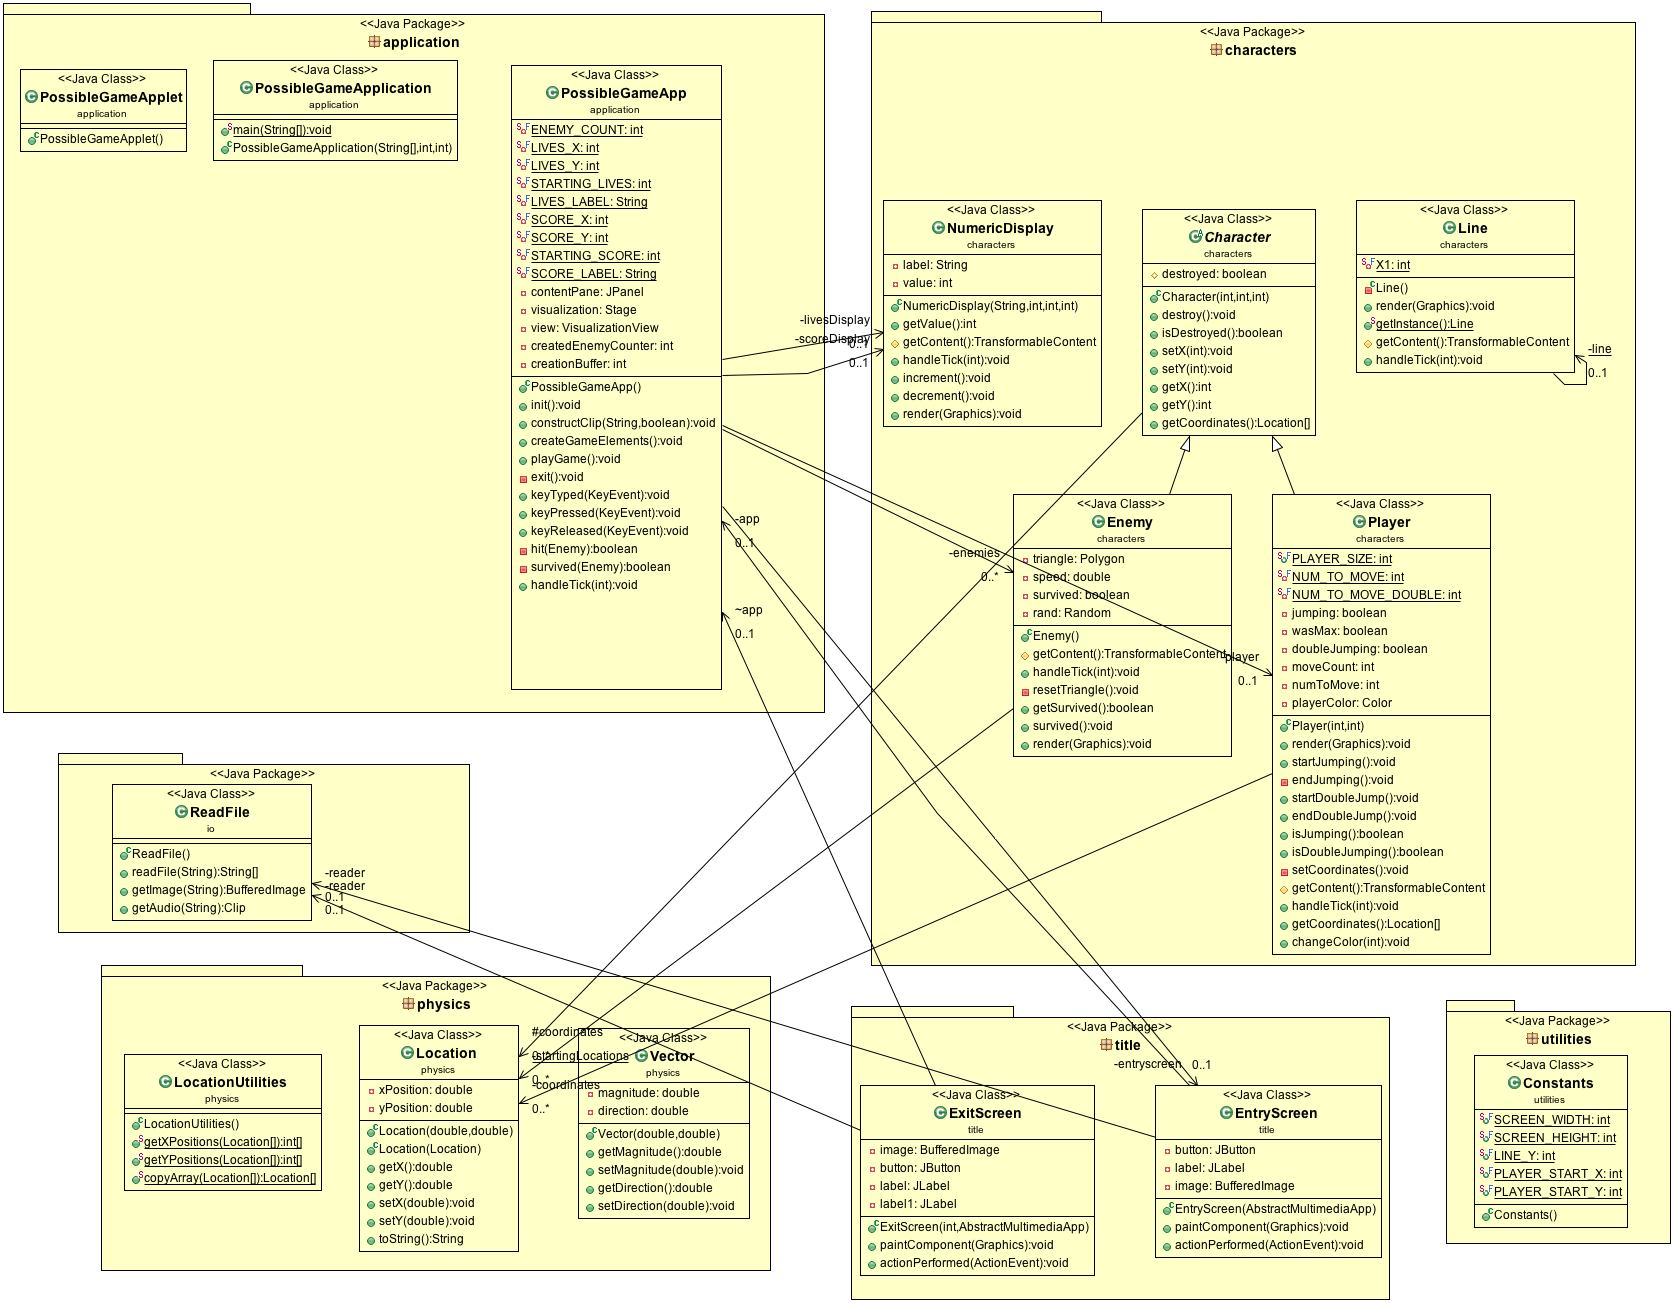 <<Java Package>>
application
<<Java Class>>
PossibleGameApplet
application
PossibleGameApplet()
<<Java Class>>
PossibleGameApplication
application
main(String[]):void
PossibleGameApplication(String[],int,int)
<<Java Class>>
PossibleGameApp
application
ENEMY_COUNT: int
LIVES_X: int
LIVES_Y: int
STARTING_LIVES: int
LIVES_LABEL: String
SCORE_X: int
SCORE_Y: int
STARTING_SCORE: int
SCORE_LABEL: String
contentPane: JPanel
visualization: Stage
view: VisualizationView
createdEnemyCounter: int
creationBuffer: int
PossibleGameApp()
init():void
constructClip(String,boolean):void
createGameElements():void
playGame():void
exit():void
keyTyped(KeyEvent):void
keyPressed(KeyEvent):void
keyReleased(KeyEvent):void
hit(Enemy):boolean
survived(Enemy):boolean
handleTick(int):void
-livesDisplay
0..1
-scoreDisplay
0..1
-app
0..1
~app
0..1
<<Java Package>>
characters
<<Java Class>>
NumericDisplay
characters
label: String
value: int
NumericDisplay(String,int,int,int)
getValue():int
getContent():TransformableContent
handleTick(int):void
increment():void
decrement():void
render(Graphics):void
<<Java Class>>
Character
characters
destroyed: boolean
Character(int,int,int)
destroy():void
isDestroyed():boolean
setX(int):void
setY(int):void
getX():int
getY():int
getCoordinates():Location[]
<<Java Class>>
Line
characters
X1: int
Line()
render(Graphics):void
getInstance():Line
getContent():TransformableContent
handleTick(int):void
-line
0..1
-enemies
0..*
<<Java Class>>
Enemy
characters
triangle: Polygon
speed: double
survived: boolean
rand: Random
Enemy()
getContent():TransformableContent
handleTick(int):void
resetTriangle():void
getSurvived():boolean
survived():void
render(Graphics):void
-player
0..1
<<Java Class>>
Player
characters
PLAYER_SIZE: int
NUM_TO_MOVE: int
NUM_TO_MOVE_DOUBLE: int
jumping: boolean
wasMax: boolean
doubleJumping: boolean
moveCount: int
numToMove: int
playerColor: Color
Player(int,int)
render(Graphics):void
startJumping():void
endJumping():void
startDoubleJump():void
endDoubleJump():void
isJumping():boolean
isDoubleJumping():boolean
setCoordinates():void
getContent():TransformableContent
handleTick(int):void
getCoordinates():Location[]
changeColor(int):void
<<Java Package>>
<<Java Class>>
ReadFile
io
ReadFile()
readFile(String):String[]
getImage(String):BufferedImage
getAudio(String):Clip
-reader
-reader
0..1
0..1
<<Java Package>>
physics
<<Java Class>>
LocationUtilities
physics
LocationUtilities()
getXPositions(Location[]):int[]
getYPositions(Location[]):int[]
copyArray(Location[]):Location[]
<<Java Class>>
Location
physics
xPosition: double
yPosition: double
Location(double,double)
Location(Location)
getX():double
getY():double
setX(double):void
setY(double):void
toString():String
#coordinates
0..*
-startingLocations
0..*
-coordinates
0..*
<<Java Class>>
Vector
physics
magnitude: double
direction: double
Vector(double,double)
getMagnitude():double
setMagnitude(double):void
getDirection():double
setDirection(double):void
<<Java Package>>
title
-entryscreen
0..1
<<Java Class>>
ExitScreen
title
image: BufferedImage
button: JButton
label: JLabel
label1: JLabel
ExitScreen(int,AbstractMultimediaApp)
paintComponent(Graphics):void
actionPerformed(ActionEvent):void
<<Java Class>>
EntryScreen
title
button: JButton
label: JLabel
image: BufferedImage
EntryScreen(AbstractMultimediaApp)
paintComponent(Graphics):void
actionPerformed(ActionEvent):void
<<Java Package>>
utilities
<<Java Class>>
Constants
utilities
SCREEN_WIDTH: int
SCREEN_HEIGHT: int
LINE_Y: int
PLAYER_START_X: int
PLAYER_START_Y: int
Constants()